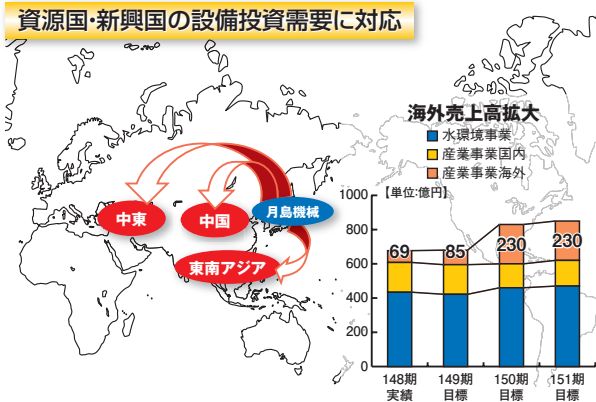 資源国･新興国の設備投資需要に対応
中東
中国
月島機械
東南アジア
海外売上高拡大
水環境事業
産業事業国内
産業事業海外
【単位:億円】
1000
800
600
400
200
0
69
85
230
230
148期
実績
149期
目標
150期
目標
151期
目標